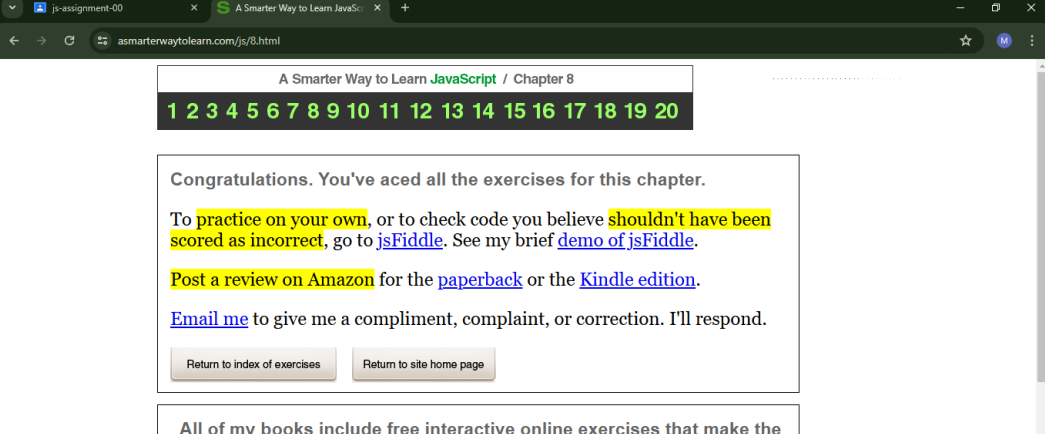 js-assignment-00
A Smarter Way to Learn JavaScr
asmarterwaytolearn.com/js/8.html
M
A Smarter Way to Learn JavaScript / Chapter 8
1 2 3 4 5 6 7 8 9 10 11 12 13 14 15 16 17 18 19 20
Congratulations. You've aced all the exercises for this chapter.
To practice on your own, or to check code you believe shouldn't have been
scored as incorrect, go to jsFiddle. See my brief demo of jsFiddle.
Post a review on Amazon for the paperback or the Kindle edition.
Email me to give me a compliment, complaint, or correction. I'll respond.
Return to index of exercises
Return to site home page
All of my books include free interactive online exercises that make the